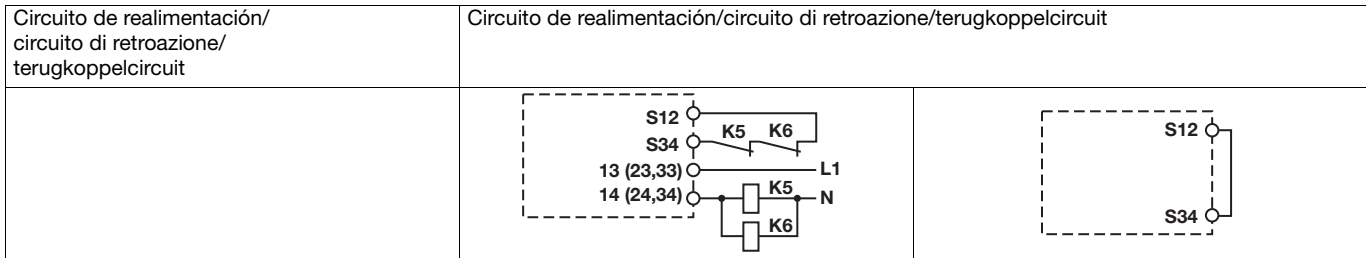 Circuito de realimentación/
circuito di retroazione/
terugkoppelcircuit
Circuito de realimentación/circuito di retroazione/terugkoppelcircuit
S12
K5 K6
S34
13 (23,33) L1
14 (24,34) K5 N
K6
S12
S34